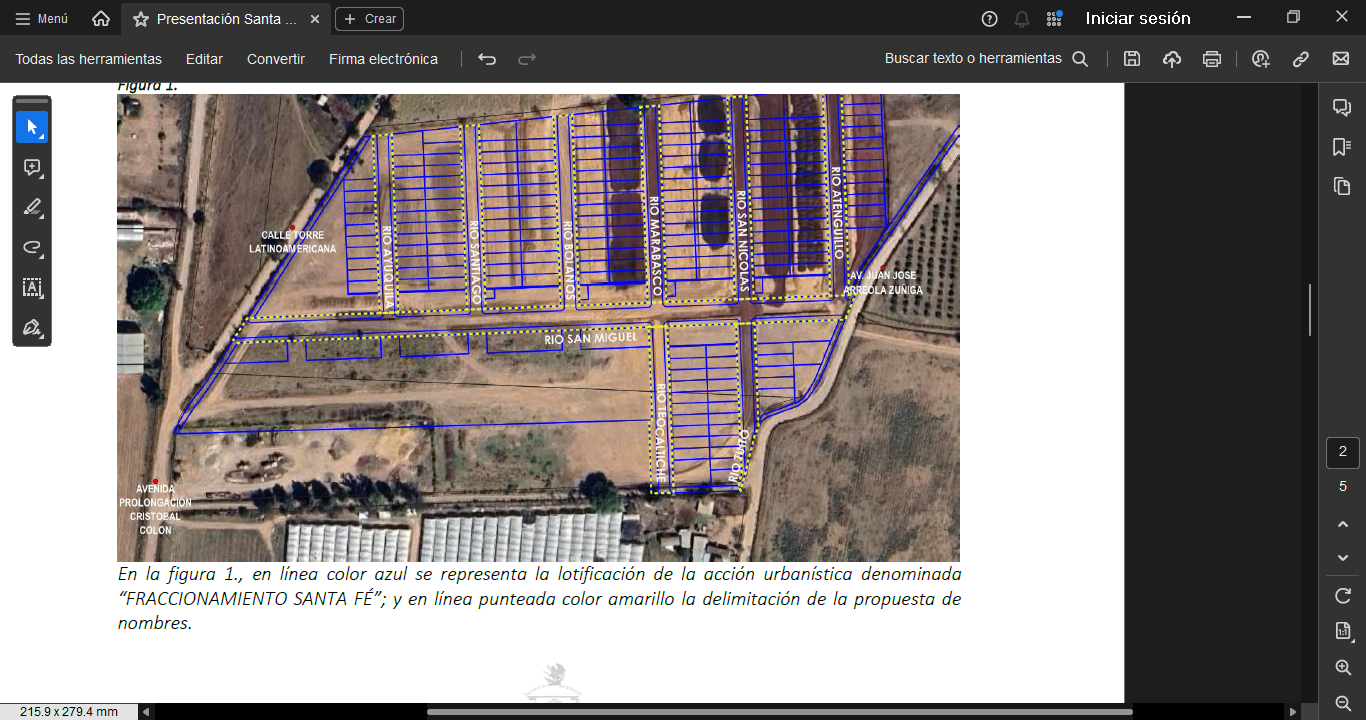 Menú
Presentación Santa ...
Crear
Iniciar sesión
Todas las herramientas
Editar
Convertir
Firma electrónica
Buscar texto o herramientas
Figura 1.
CALLE TORRE
LATINOAMERICANA
RIO AYUQUILA
RIO SANTIAGO
RIO BOLAÑOS
RIO MARABASCO
RIO SAN NICOLAS
RIO ATENGUILLO
AV. JUAN JOSE
ARREOLA ZUÑIGA
RIO SAN MIGUEL
RIO TEOCALTICHE
RIO
AVENIDA
PROLONGACIÓN
CRISTOBAL
COLON
En la figura 1., en línea color azul se representa la lotificación de la acción urbanística denominada
“FRACCIONAMIENTO SANTA FÉ”; y en línea punteada color amarillo la delimitación de la propuesta de
nombres.
2
5
1:1
215.9 x 279.4 mm